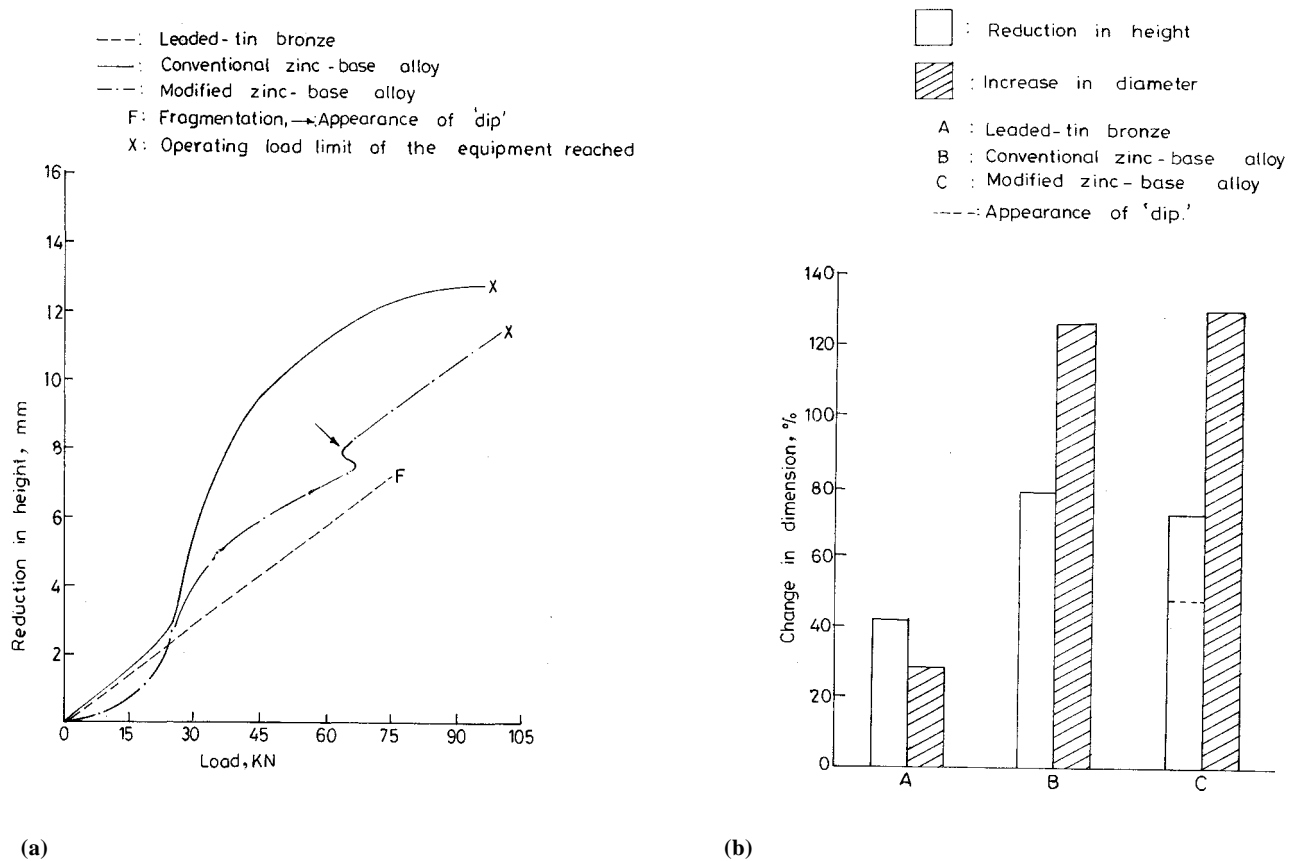 ----: Leaded-tin bronze
——: Conventional zinc-base alloy
—·—: Modified zinc-base alloy
F: Fragmentation, →:Appearance of 'dip'
X: Operating load limit of the equipment reached
16
14
12
10
8
6
4
2
Reduction in height, mm
X
X
F
0 15 30 45 60 75 90 105
Load, KN
(a)
: Reduction in height
: Increase in diameter
A : Leaded-tin bronze
B : Conventional zinc-base alloy
C : Modified zinc-base alloy
----: Appearance of 'dip.'
140
120
100
80
60
40
20
0
Change in dimension, %
A B C
(b)